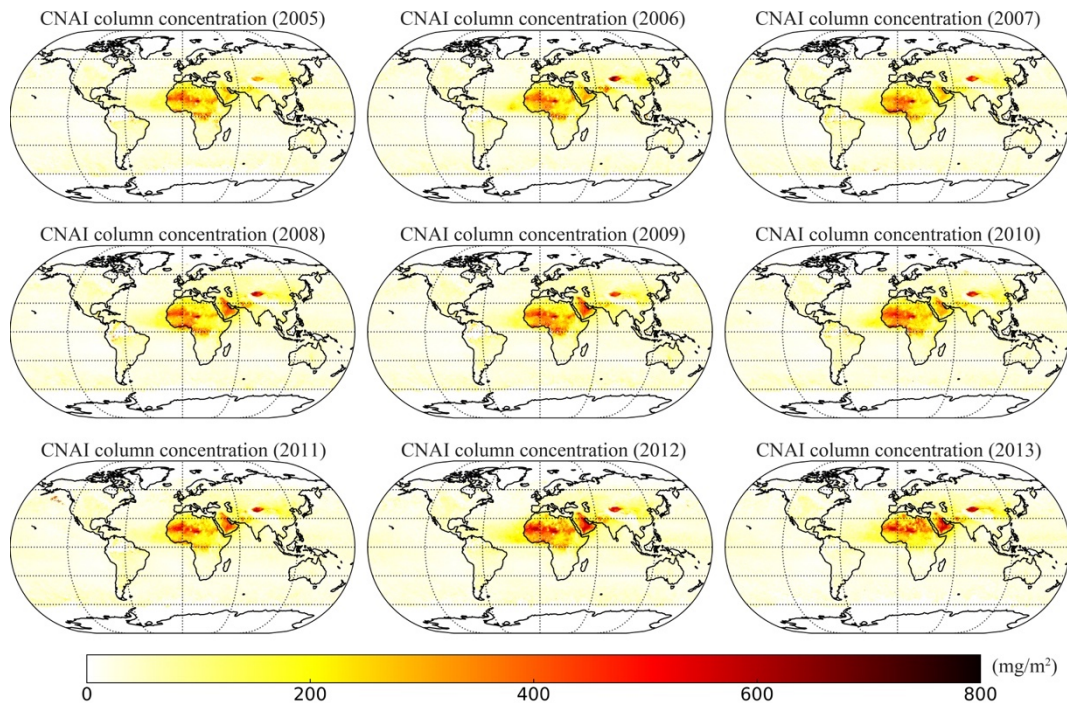 CNAI column concentration (2005)
CNAI column concentration (2006)
CNAI column concentration (2007)
CNAI column concentration (2008)
CNAI column concentration (2009)
CNAI column concentration (2010)
CNAI column concentration (2011)
CNAI column concentration (2012)
CNAI column concentration (2013)
(mg/m²)
0 200 400 600 800